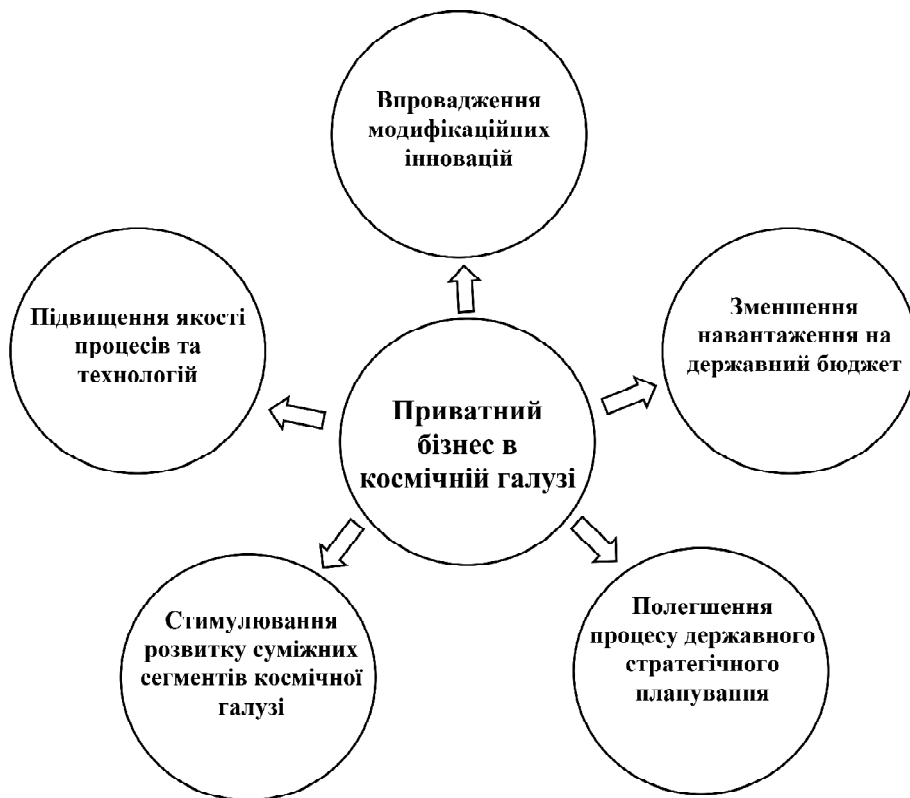 Впровадження
модифікаційних
інновацій
Підвищення якості
процесів та
технологій
Зменшення
навантаження на
державний бюджет
Приватний
бізнес в
космічній галузі
Стимулювання
розвитку суміжних
сегментів космічної
галузі
Полегшення
процесу державного
стратегічного
планування